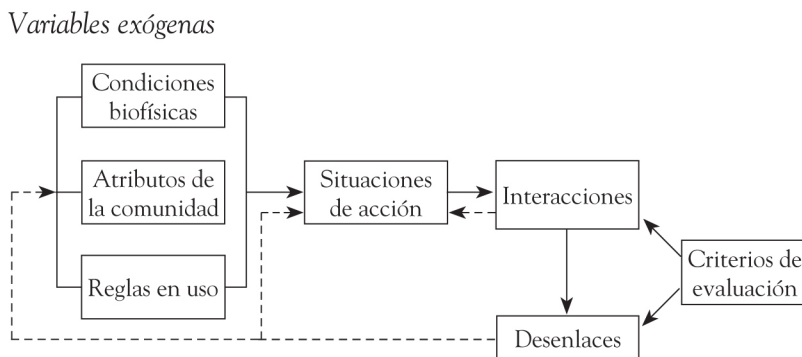 Variables exógenas
Condiciones
biofísicas
Atributos de
la comunidad
Reglas en uso
Situaciones
de acción
Interacciones
Desenlaces
Criterios de
evaluación